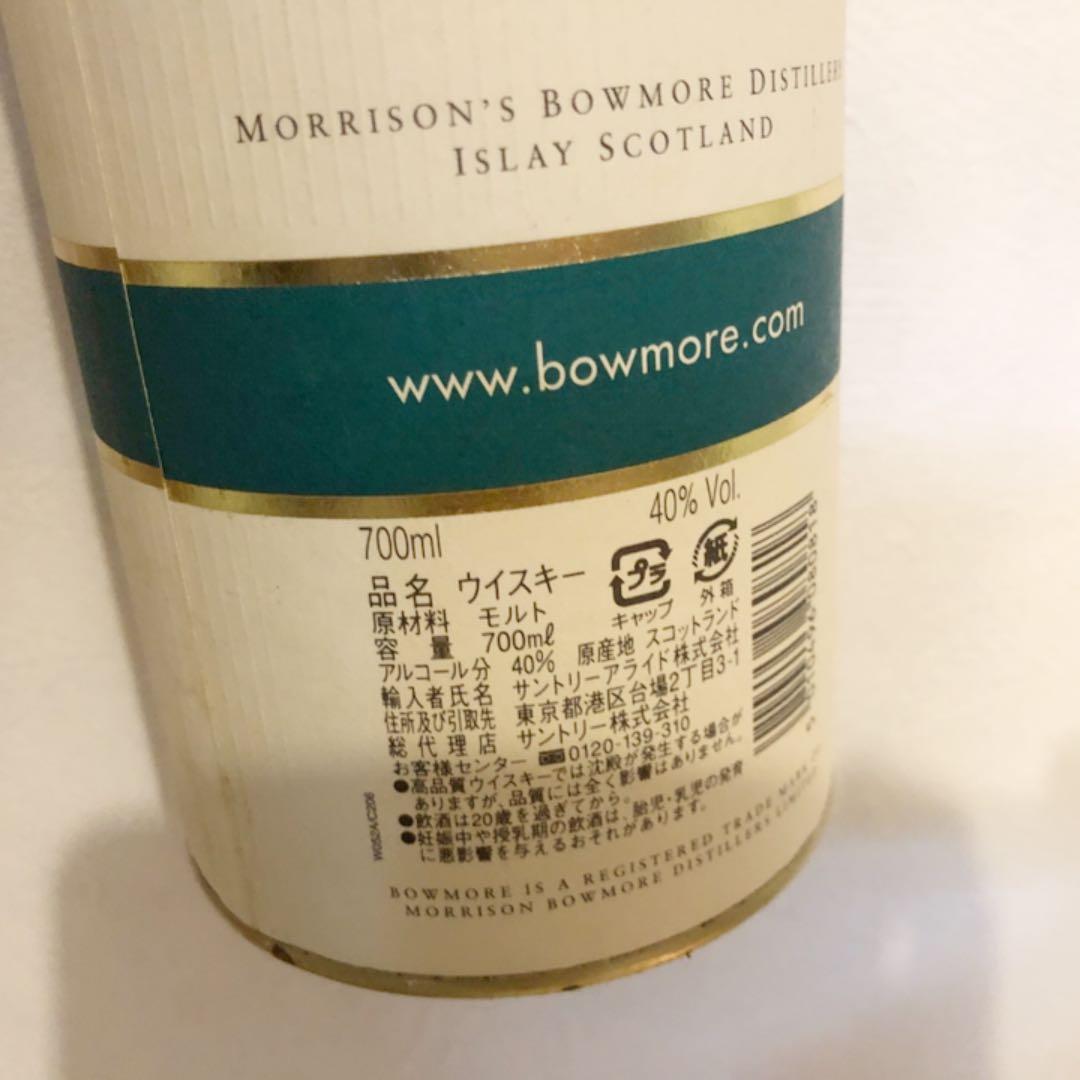 MORRISON'S BOWMORE DISTILLERY
ISLAY SCOTLAND
www.bowmore.com
700ml 40% Vol.
品名 ウイスキー
プラ
キャップ
紙
外箱
原材料 モルト
容量 700mℓ 原産地 スコットランド
アルコール分 40%
輸入者氏名 サントリーアライド株式会社
住所及び引取先 東京都港区台場2丁目3-1
総代理店 サントリー株式会社
お客様センター 0120-139-310
●高品質ウイスキーでは沈殿が発生する場合が
ありますが、品質には全く影響はありません。
●飲酒は20歳を過ぎてから。
●妊娠中や授乳期の飲酒は、胎児・乳児の発育
に悪影響を与えるおそれがあります。
BOWMORE IS A REGISTERED TRADE MARK
MORRISON BOWMORE DISTILLERS LIMITED
W052A/C206